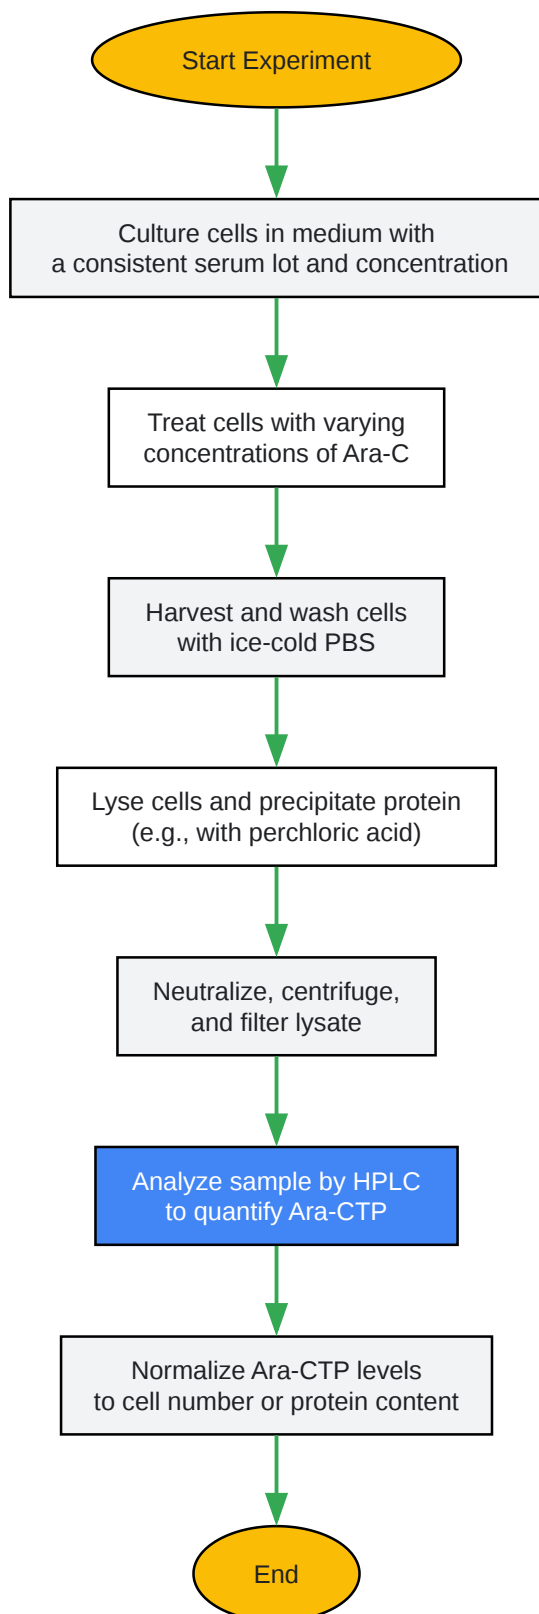 Start Experiment
Culture cells in medium with
a consistent serum lot and concentration
Treat cells with varying
concentrations of Ara-C
Harvest and wash cells
with ice-cold PBS
Lyse cells and precipitate protein
(e.g., with perchloric acid)
Neutralize, centrifuge,
and filter lysate
Analyze sample by HPLC
to quantify Ara-CTP
Normalize Ara-CTP levels
to cell number or protein content
End